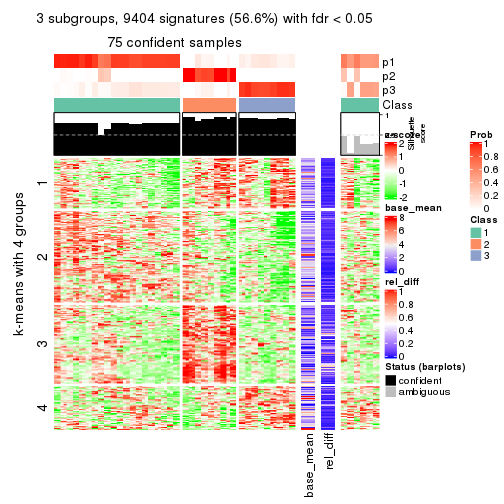 3 subgroups, 9404 signatures (56.6%) with fdr < 0.05
75 confident samples
p1
p2
p3
Class
1
Silhouette
score
z-score
2
1
0
-1
-2
base_mean
8
6
4
2
0
rel_diff
1
0.8
0.6
0.4
0.2
0
Status (barplots)
confident
ambiguous
Prob
1
0.8
0.6
0.4
0.2
0
Class
1
2
3
k-means with 4 groups
1
2
3
4
base_mean
rel_diff